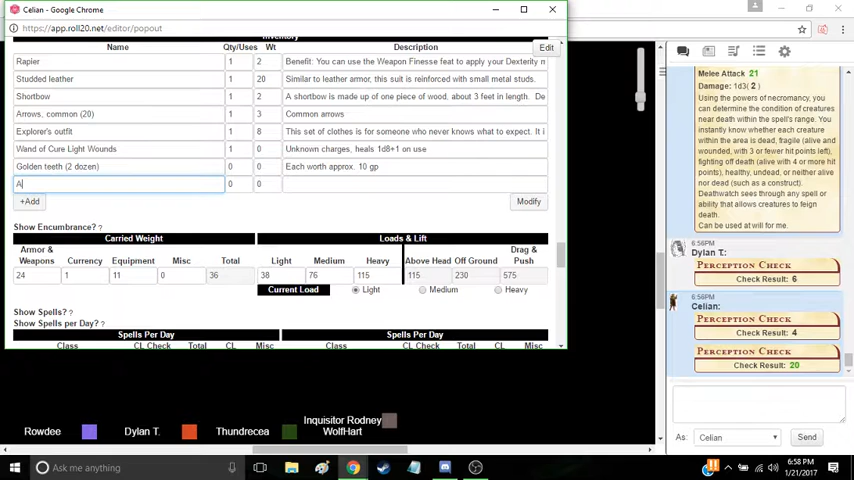 Celian - Google Chrome
https://app.roll20.net/editor/popout
Inventory
Edit
Name Qty/Uses Wt Description
Rapier 1 2 Benefit: You can use the Weapon Finesse feat to apply your Dexterity m
Studded leather 1 20 Similar to leather armor, this suit is reinforced with small metal studs.
Shortbow 1 2 A shortbow is made up of one piece of wood, about 3 feet in length. De
Arrows, common (20) 1 3 Common arrows
Explorer's outfit 1 8 This set of clothes is for someone who never knows what to expect. It i
Wand of Cure Light Wounds 1 0 Unknown charges, heals 1d8+1 on use
Golden teeth (2 dozen) 0 0 Each worth approx. 10 gp
A 0 0
+Add Modify
Show Encumbrance? ?
Carried Weight Loads & Lift
Armor & Weapons Currency Equipment Misc Total Light Medium Heavy Above Head Off Ground Drag & Push
24 1 11 0 36 38 76 115 115 230 575
Current Load Light Medium Heavy
Show Spells? ?
Show Spells per Day? ?
Spells Per Day Spells Per Day
Class CL Check Total CL Misc Class CL Check Total CL Misc
Melee Attack 21
Damage: 1d3( 2 )
Using the powers of necromancy, you
can determine the condition of creatures
near death within the spell's range. You
instantly know whether each creature
within the area is dead, fragile (alive and
wounded, with 3 or fewer hit points left),
fighting off death (alive with 4 or more hit
points), healthy, undead, or neither alive
nor dead (such as a construct).
Deathwatch sees through any spell or
ability that allows creatures to feign
death.
Can be used at will for me.
6:56PM
Dylan T.:
Perception Check
Check Result: 6
6:56PM
Celian:
Perception Check
Check Result: 4
Perception Check
Check Result: 20
As: Celian Send
Rowdee Dylan T. Thundrecea Inquisitor Rodney WolfHart
Ask me anything
6:58 PM
1/21/2017